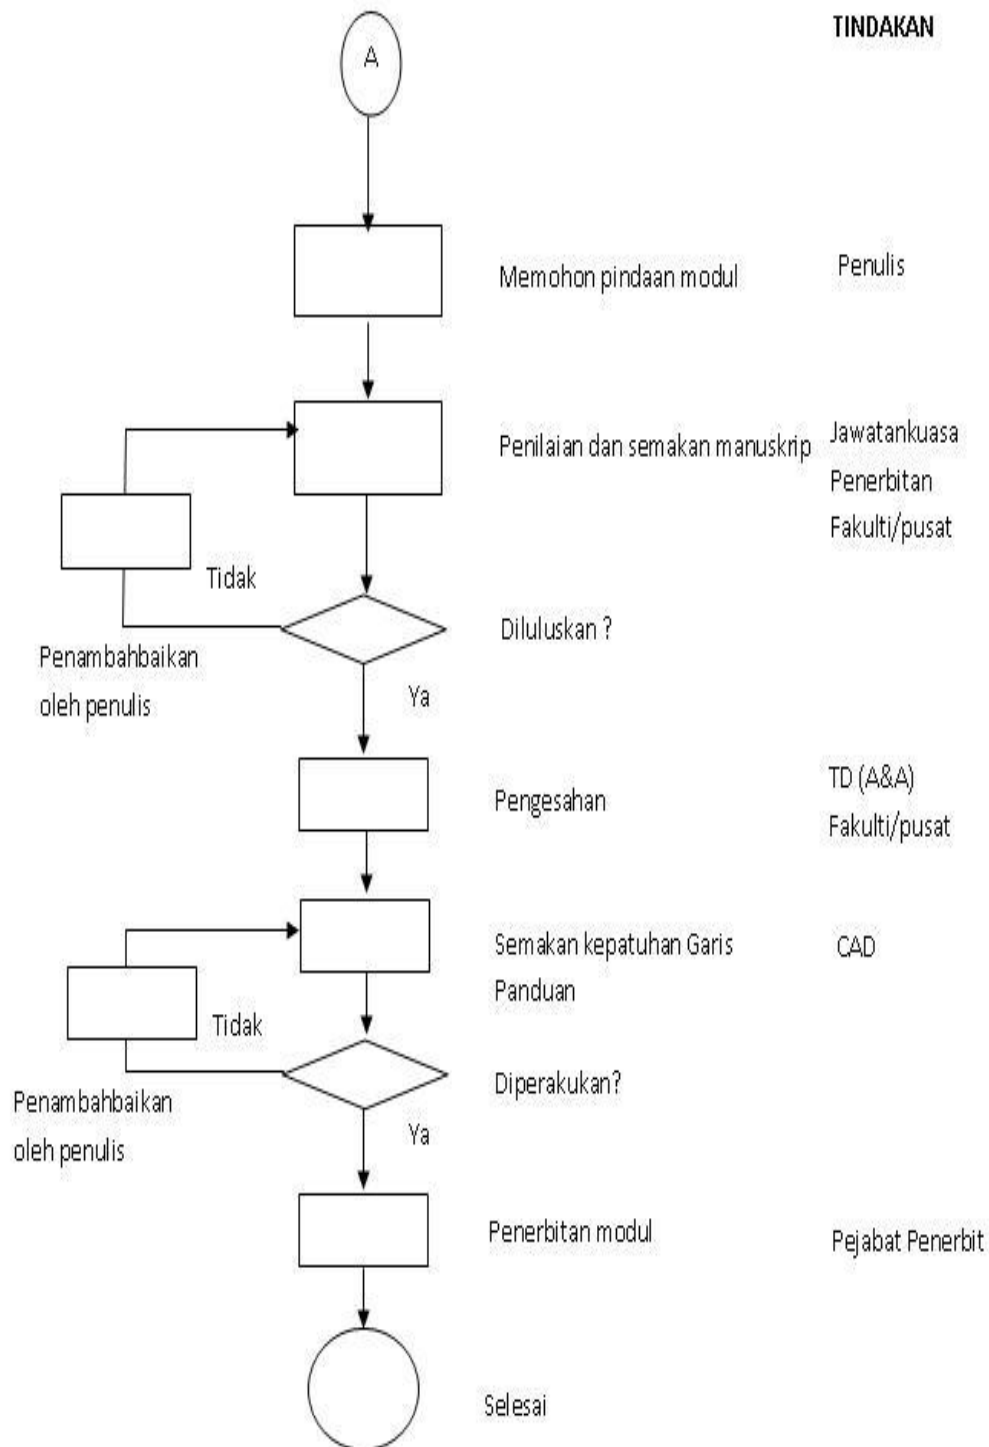 TINDAKAN
A
Memohon pindaan modul
Penulis
Penilaian dan semakan manuskrip
Jawatankuasa
Penerbitan
Fakulti/pusat
Tidak
Diluluskan ?
Penambahbaikan
oleh penulis
Ya
Pengesahan
TD (A&A)
Fakulti/pusat
Semakan kepatuhan Garis
Panduan
CAD
Tidak
Diperakukan?
Penambahbaikan
oleh penulis
Ya
Penerbitan modul
Pejabat Penerbit
Selesai